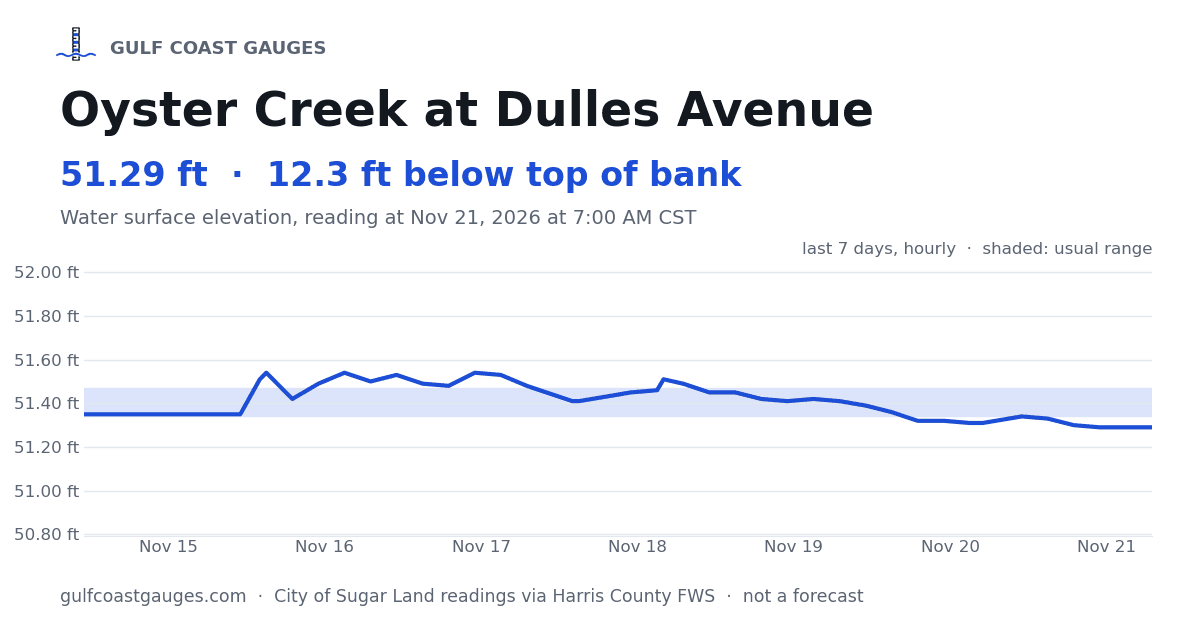 GULF COAST GAUGES
Oyster Creek at Dulles Avenue
51.29 ft · 12.3 ft below top of bank
Water surface elevation, reading at Nov 21, 2026 at 7:00 AM CST
last 7 days, hourly · shaded: usual range
52.00 ft
51.80 ft
51.60 ft
51.40 ft
51.20 ft
51.00 ft
50.80 ft
Nov 15 Nov 16 Nov 17 Nov 18 Nov 19 Nov 20 Nov 21
gulfcoastgauges.com · City of Sugar Land readings via Harris County FWS · not a forecast